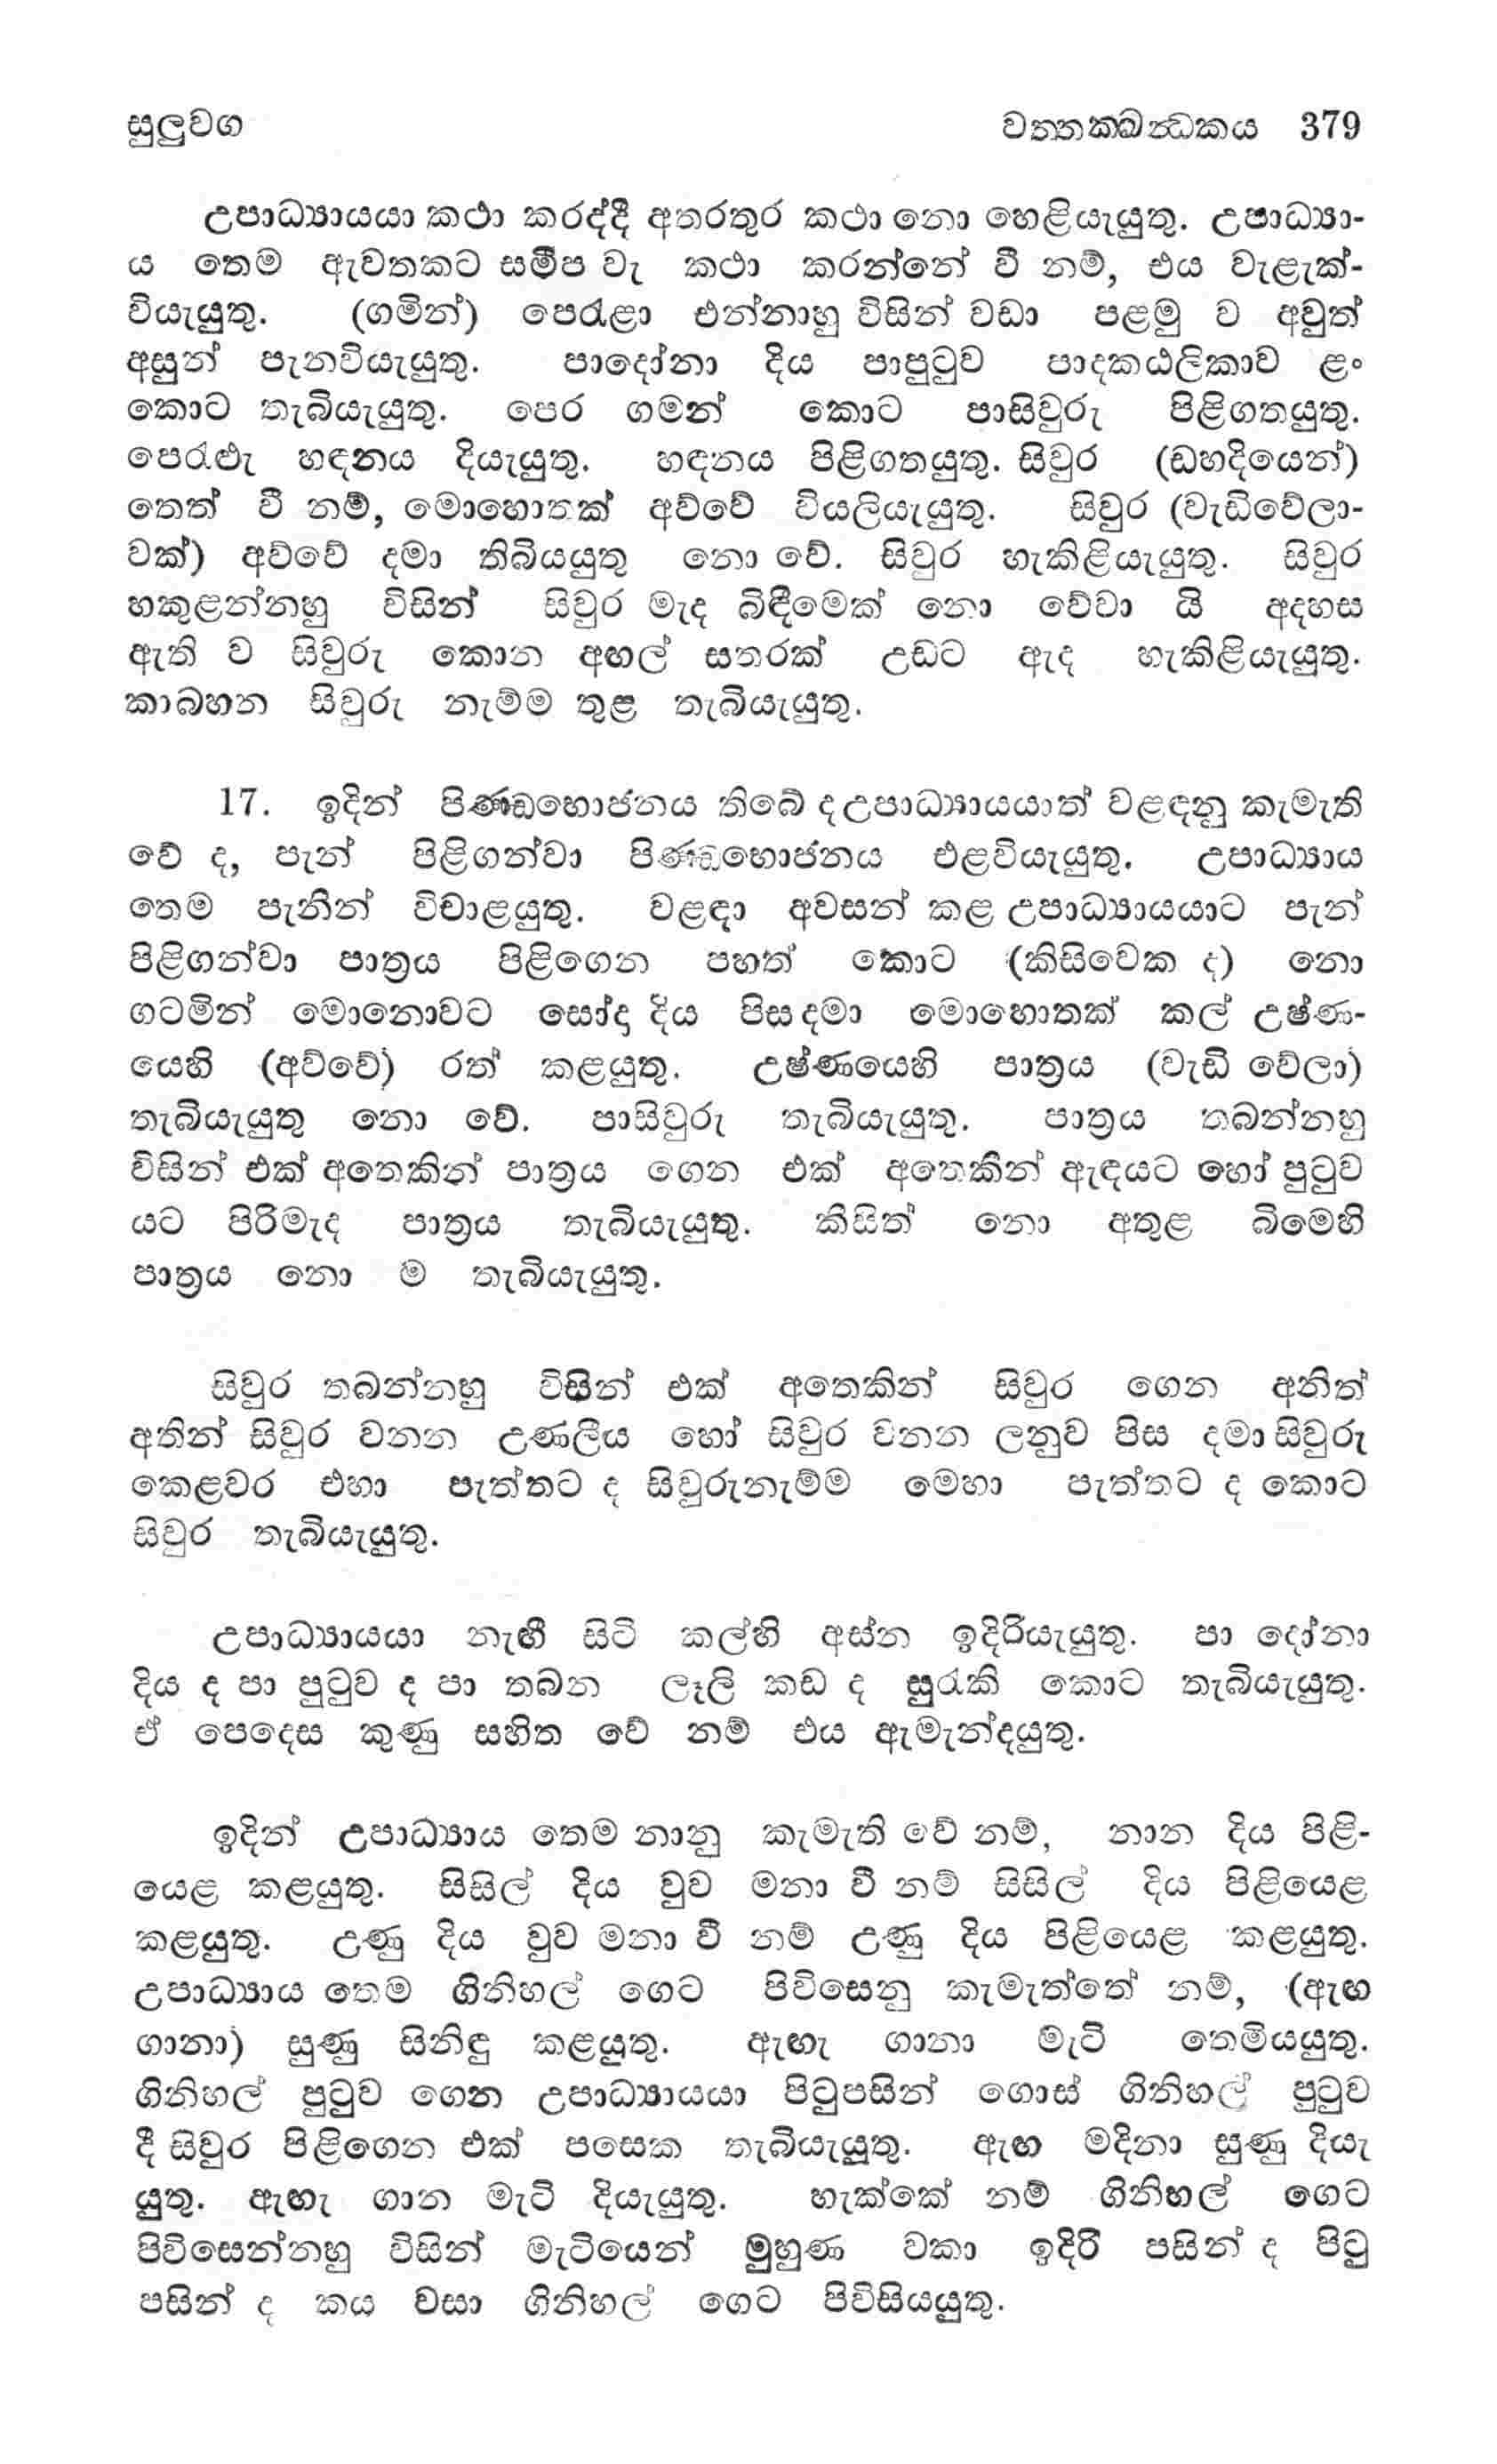 සුලුවග වත්තක්ඛන්ධකය 379
උපාධ්‍යායයා කථා කරද්දී අතරතුර කථා නො හෙළියැයුතු. උපාධ්‍යා-
ය තෙම ඇවතකට සමීප වැ කථා කරන්නේ වී නම්, එය වැළැක්-
වියැයුතු. (ගමින්) පෙරැළා එන්නාහු විසින් වඩා පළමු ව අවුත්
අසුන් පැනවියැයුතු. පාදෝනා දිය පාපුටුව පාදකඨලිකාව ළං
කොට තැබියැයුතු. පෙර ගමන් කොට පාසිවුරු පිළිගතයුතු.
පෙරැළුැ හඳනය දියැයුතු. හඳනය පිළිගතයුතු. සිවුර (ඩහදියෙන්)
තෙත් වී නම්, මොහොතක් අව්වේ වියලියැයුතු. සිවුර (වැඩිවේලා-
වක්) අව්වේ දමා තිබියයුතු නො වේ. සිවුර හැකිළියැයුතු. සිවුර
හකුළන්නහු විසින් සිවුර මැද බිඳීමෙක් නො වේවා යි අදහස
ඇති ව සිවුරු කොන අඟල් සතරක් උඩට ඇද හැකිළියැයුතු.
කාබහන සිවුරු නැම්ම තුළ තැබියැයුතු.
17. ඉදින් පිණ්ඩභොජනය තිබේ ද උපාධ්‍යායයාත් වළඳනු කැමැති
වේ ද, පැන් පිළිගන්වා පිණ්ඩභොජනය එළවියැයුතු. උපාධ්‍යාය
තෙම පැනින් විචාළයුතු. වළඳා අවසන් කළ උපාධ්‍යායයාට පැන්
පිළිගන්වා පාත්‍රය පිළිගෙන පහත් කොට (කිසිවෙක ද) නො
ගටමින් මොනොවට සෝදා දිය පිස දමා මොහොතක් කල් උෂ්ණ-
යෙහි (අව්වේ) රත් කළයුතු. උෂ්ණයෙහි පාත්‍රය (වැඩි වේලා)
තැබියැයුතු නො වේ. පාසිවුරු තැබියැයුතු. පාත්‍රය තබන්නහු
විසින් එක් අතෙකින් පාත්‍රය ගෙන එක් අතෙකින් ඇඳයට හෝ පුටුව
යට පිරිමැද පාත්‍රය තැබියැයුතු. කිසිත් නො අතුළ බිමෙහි
පාත්‍රය නො ම තැබියැයුතු.
සිවුර තබන්නහු විසින් එක් අතෙකින් සිවුර ගෙන අනිත්
අතින් සිවුර වනන උණලීය හෝ සිවුර වනන ලනුව පිස දමා සිවුරු
කෙළවර එහා පැත්තට ද සිවුරුනැම්ම මෙහා පැත්තට ද කොට
සිවුර තැබියැයුතු.
උපාධ්‍යායයා නැඟී සිටි කල්හි අස්න ඉදිරියැයුතු. පා දෝනා
දිය ද පා පුටුව ද පා තබන ලෑලි කඩ ද සුරැකි කොට තැබියැයුතු.
ඒ පෙදෙස කුණු සහිත වේ නම් එය ඇමැන්දයුතු.
ඉදින් උපාධ්‍යාය තෙම නානු කැමැති වේ නම්, නාන දිය පිළි-
යෙළ කළයුතු. සිසිල් දිය වුව මනා වී නම් සිසිල් දිය පිළියෙළ
කළයුතු. උණු දිය වුව මනා වී නම් උණු දිය පිළියෙළ කළයුතු.
උපාධ්‍යාය තෙම ගිනිහල් ගෙට පිවිසෙනු කැමැත්තේ නම්, (ඇඟ
ගානා) සුණු සිනිඳු කළයුතු. ඇඟැ ගානා මැටි තෙමියයුතු.
ගිනිහල් පුටුව ගෙන උපාධ්‍යායයා පිටුපසින් ගොස් ගිනිහල් පුටුව
දී සිවුර පිළිගෙන එක් පසෙක තැබියැයුතු. ඇඟ මදිනා සුණු දියැ
යුතු. ඇඟැ ගාන මැටි දියැයුතු. හැක්කේ නම් ගිනිහල් ගෙට
පිවිසෙන්නහු විසින් මැටියෙන් මුහුණ වකා ඉදිරි පසින් ද පිටු
පසින් ද කය වසා ගිනිහල් ගෙට පිවිසියයුතු.